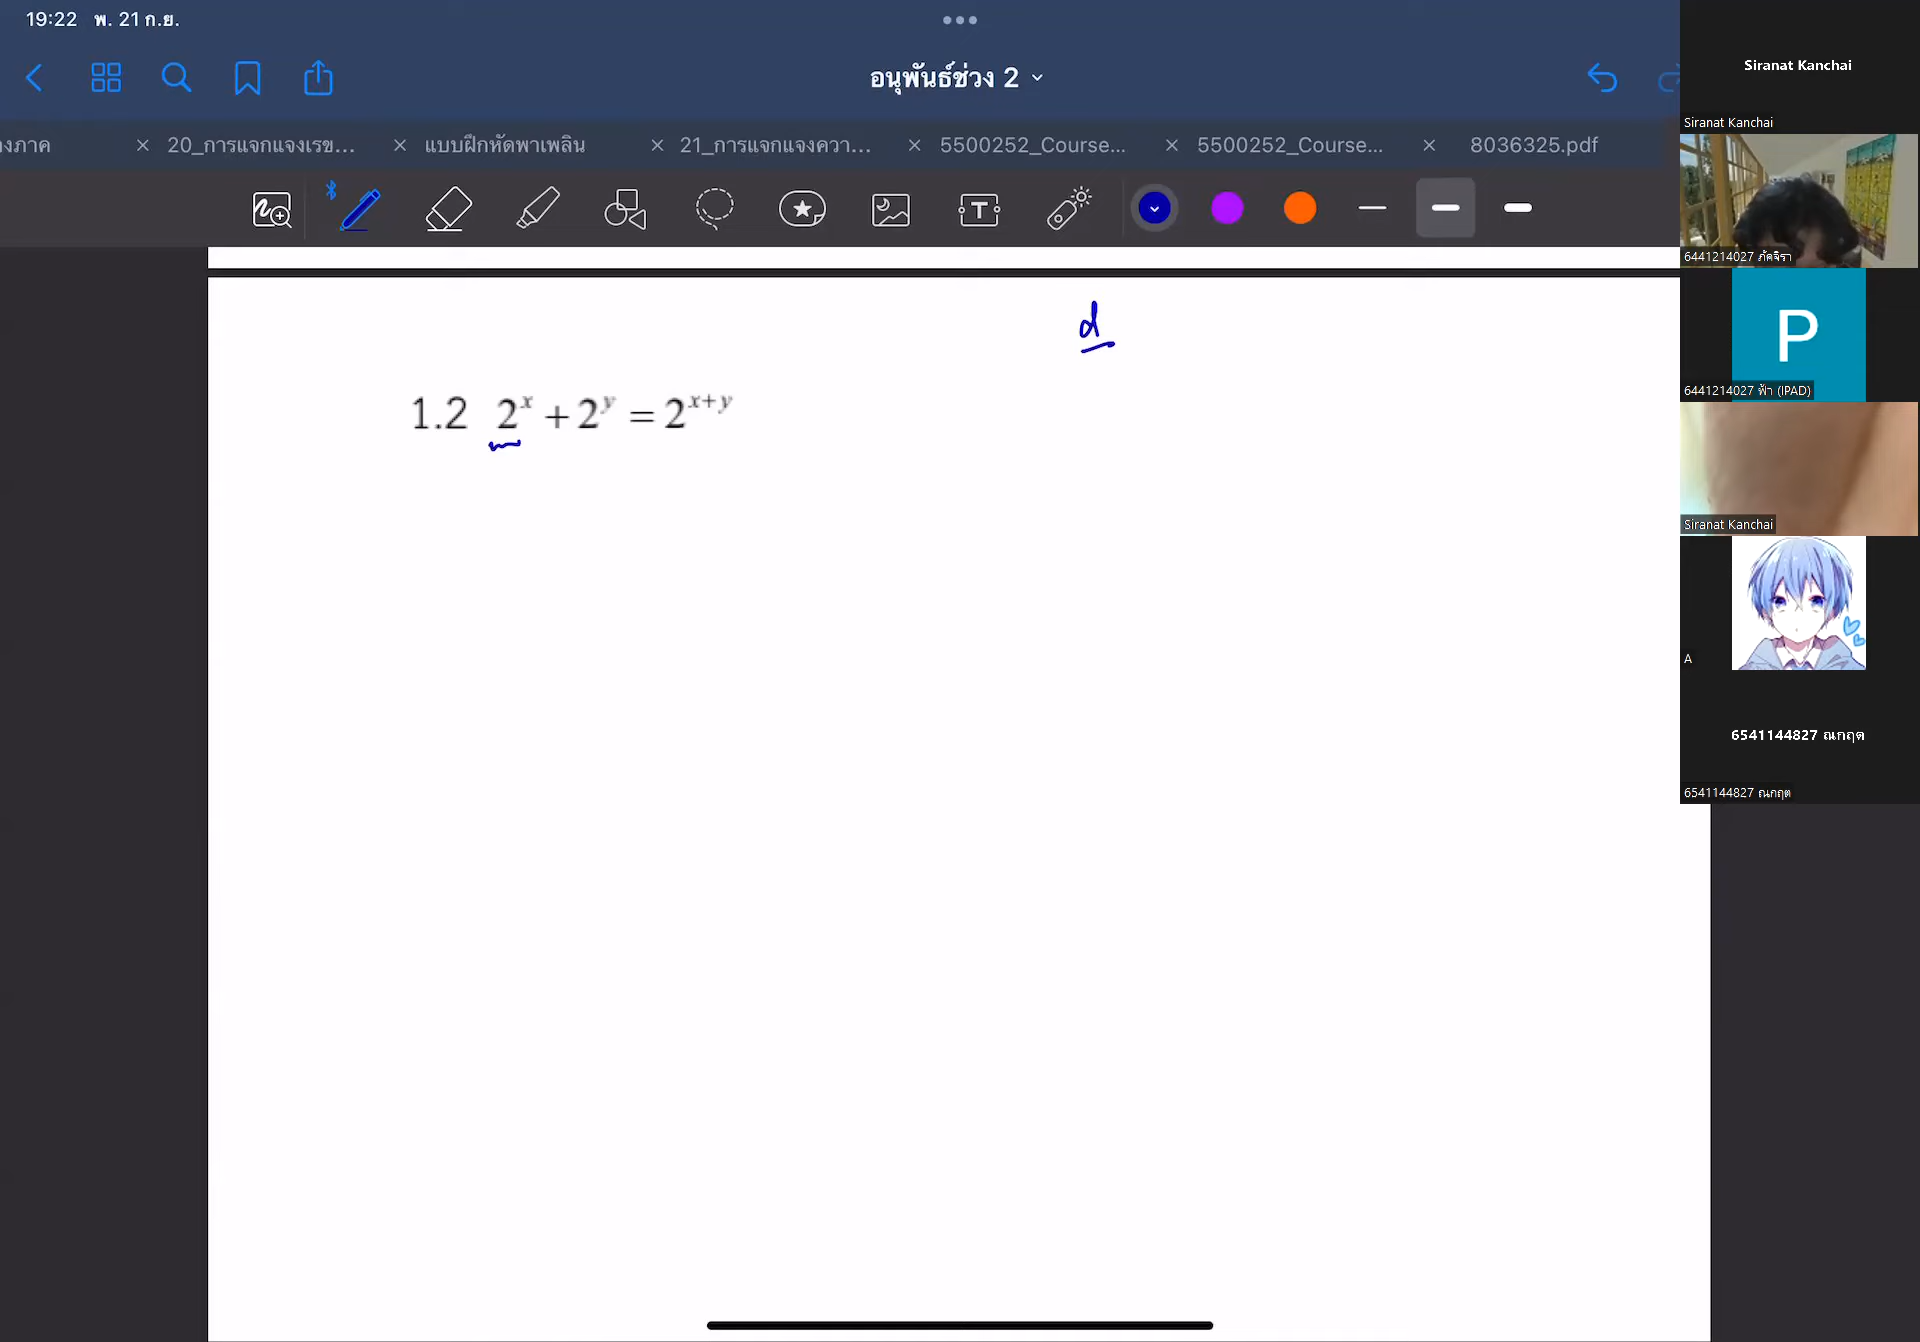 19:22 พ. 21 ก.ย.
อนุพันธ์ช่วง 2
งภาค
20_การแจกแจงเรข...
แบบฝึกหัดพาเพลิน
21_การแจกแจงควา...
5500252_Course...
5500252_Course...
8036325.pdf
d
1.2 2^x + 2^y = 2^{x+y}
Siranat Kanchai
Siranat Kanchai
6441214027 ภัคจิรา
P
6441214027 ฟ้า (IPAD)
Siranat Kanchai
A
6541144827 ณกฤต
6541144827 ณกฤต